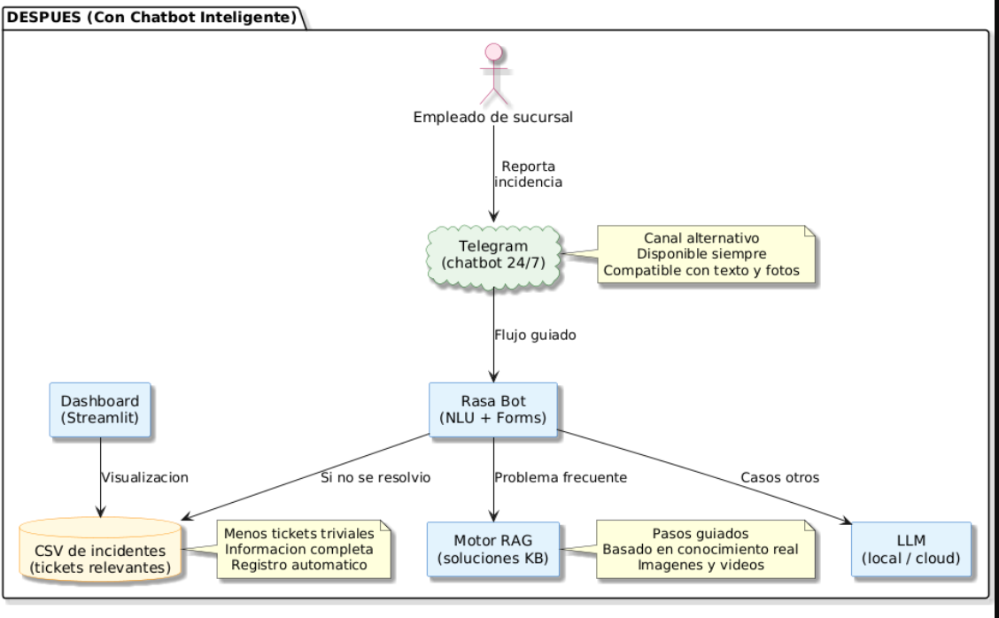 DESPUES (Con Chatbot Inteligente)
Empleado de sucursal
Reporta
incidencia
Telegram
(chatbot 24/7)
Canal alternativo
Disponible siempre
Compatible con texto y fotos
Flujo guiado
Dashboard
(Streamlit)
Rasa Bot
(NLU + Forms)
Visualizacion
Si no se resolvio
Problema frecuente
Casos otros
CSV de incidentes
(tickets relevantes)
Menos tickets triviales
Informacion completa
Registro automatico
Motor RAG
(soluciones KB)
Pasos guiados
Basado en conocimiento real
Imagenes y videos
LLM
(local / cloud)